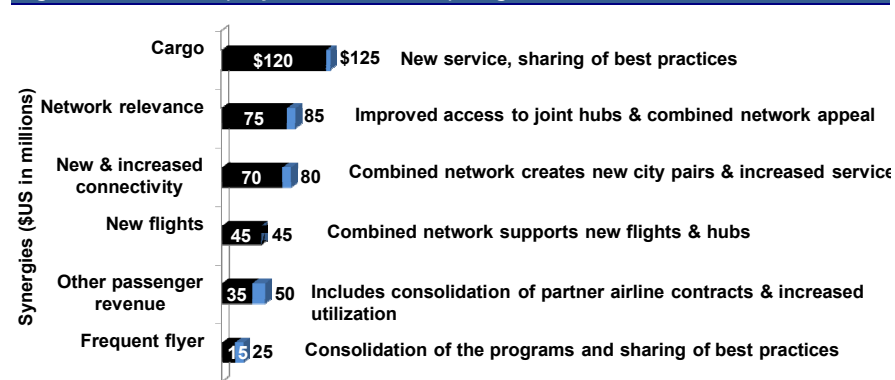 Synergies ($US in millions)
Cargo
$120
$125
New service, sharing of best practices
Network relevance
75
85
Improved access to joint hubs & combined network appeal
New & increased
connectivity
70
80
Combined network creates new city pairs & increased service
New flights
45
45
Combined network supports new flights & hubs
Other passenger
revenue
35
50
Includes consolidation of partner airline contracts & increased
utilization
Frequent flyer
15
25
Consolidation of the programs and sharing of best practices